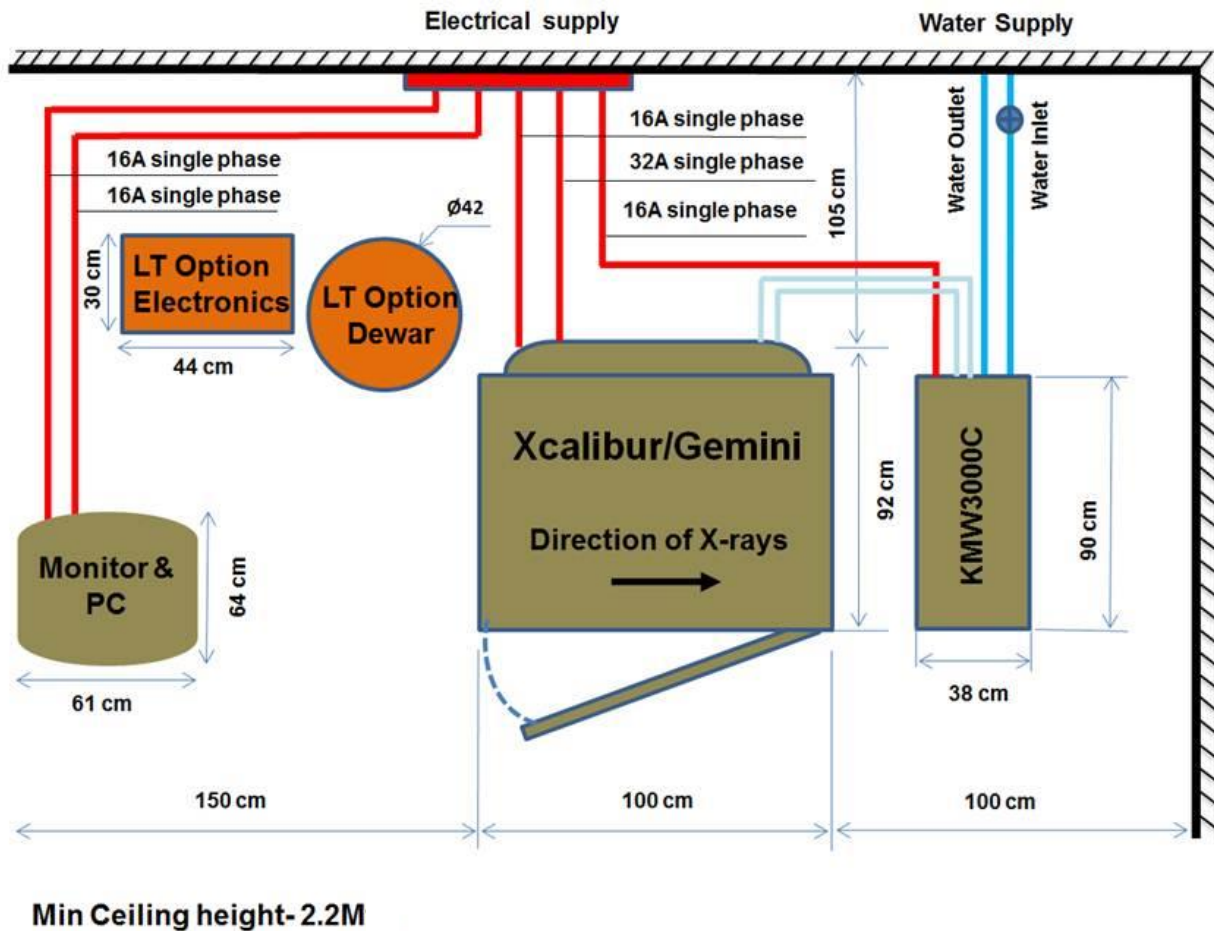 Electrical supply
Water Supply
16A single phase
32A single phase
16A single phase
16A single phase
16A single phase
Ø42
105 cm
Water Outlet
Water Inlet
30 cm
LT Option
Electronics
LT Option
Dewar
44 cm
Xcalibur/Gemini
Direction of X-rays
92 cm
KMW3000C
90 cm
Monitor &
PC
64 cm
61 cm
38 cm
150 cm
100 cm
100 cm
Min Ceiling height- 2.2M